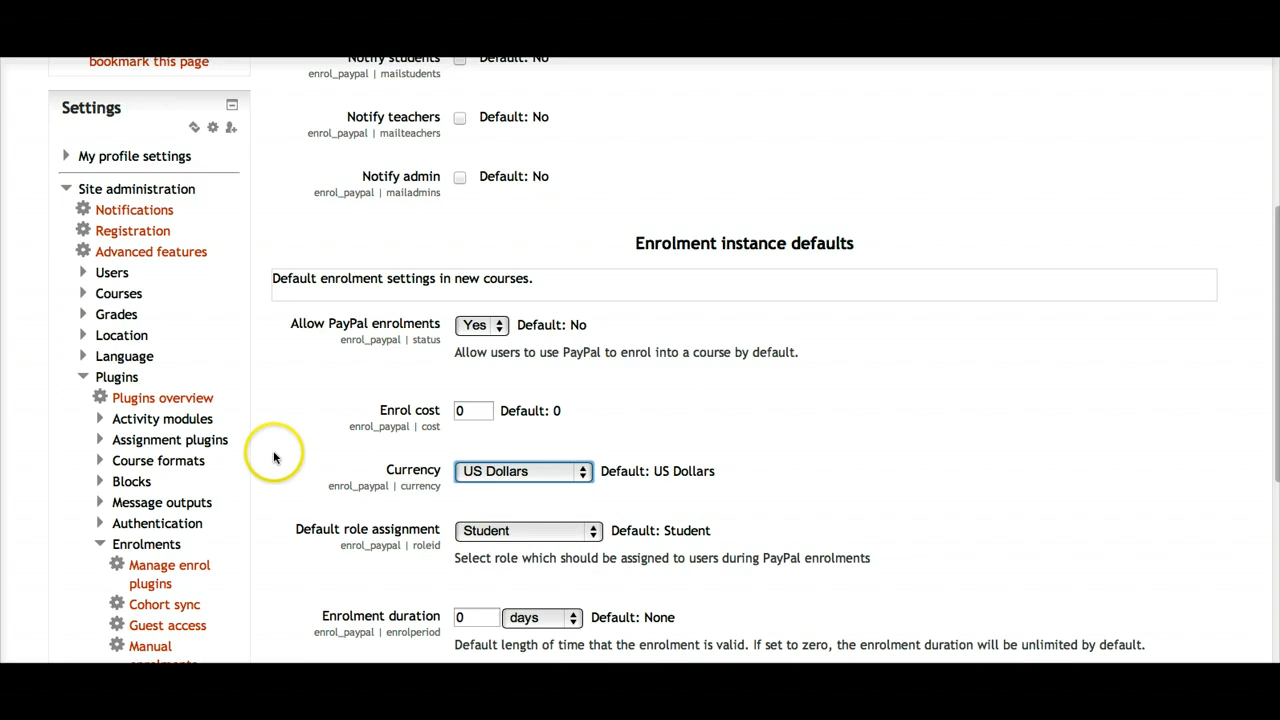 bookmark this page
Settings
My profile settings
Site administration
Notifications
Registration
Advanced features
Users
Courses
Grades
Location
Language
Plugins
Plugins overview
Activity modules
Assignment plugins
Course formats
Blocks
Message outputs
Authentication
Enrolments
Manage enrol
plugins
Cohort sync
Guest access
Manual
enrolments
Notify students Default: No
enrol_paypal | mailstudents
Notify teachers Default: No
enrol_paypal | mailteachers
Notify admin Default: No
enrol_paypal | mailadmins
Enrolment instance defaults
Default enrolment settings in new courses.
Allow PayPal enrolments Yes Default: No
enrol_paypal | status
Allow users to use PayPal to enrol into a course by default.
Enrol cost 0 Default: 0
enrol_paypal | cost
Currency US Dollars Default: US Dollars
enrol_paypal | currency
Default role assignment Student Default: Student
enrol_paypal | roleid
Select role which should be assigned to users during PayPal enrolments
Enrolment duration 0 days Default: None
enrol_paypal | enrolperiod
Default length of time that the enrolment is valid. If set to zero, the enrolment duration will be unlimited by default.